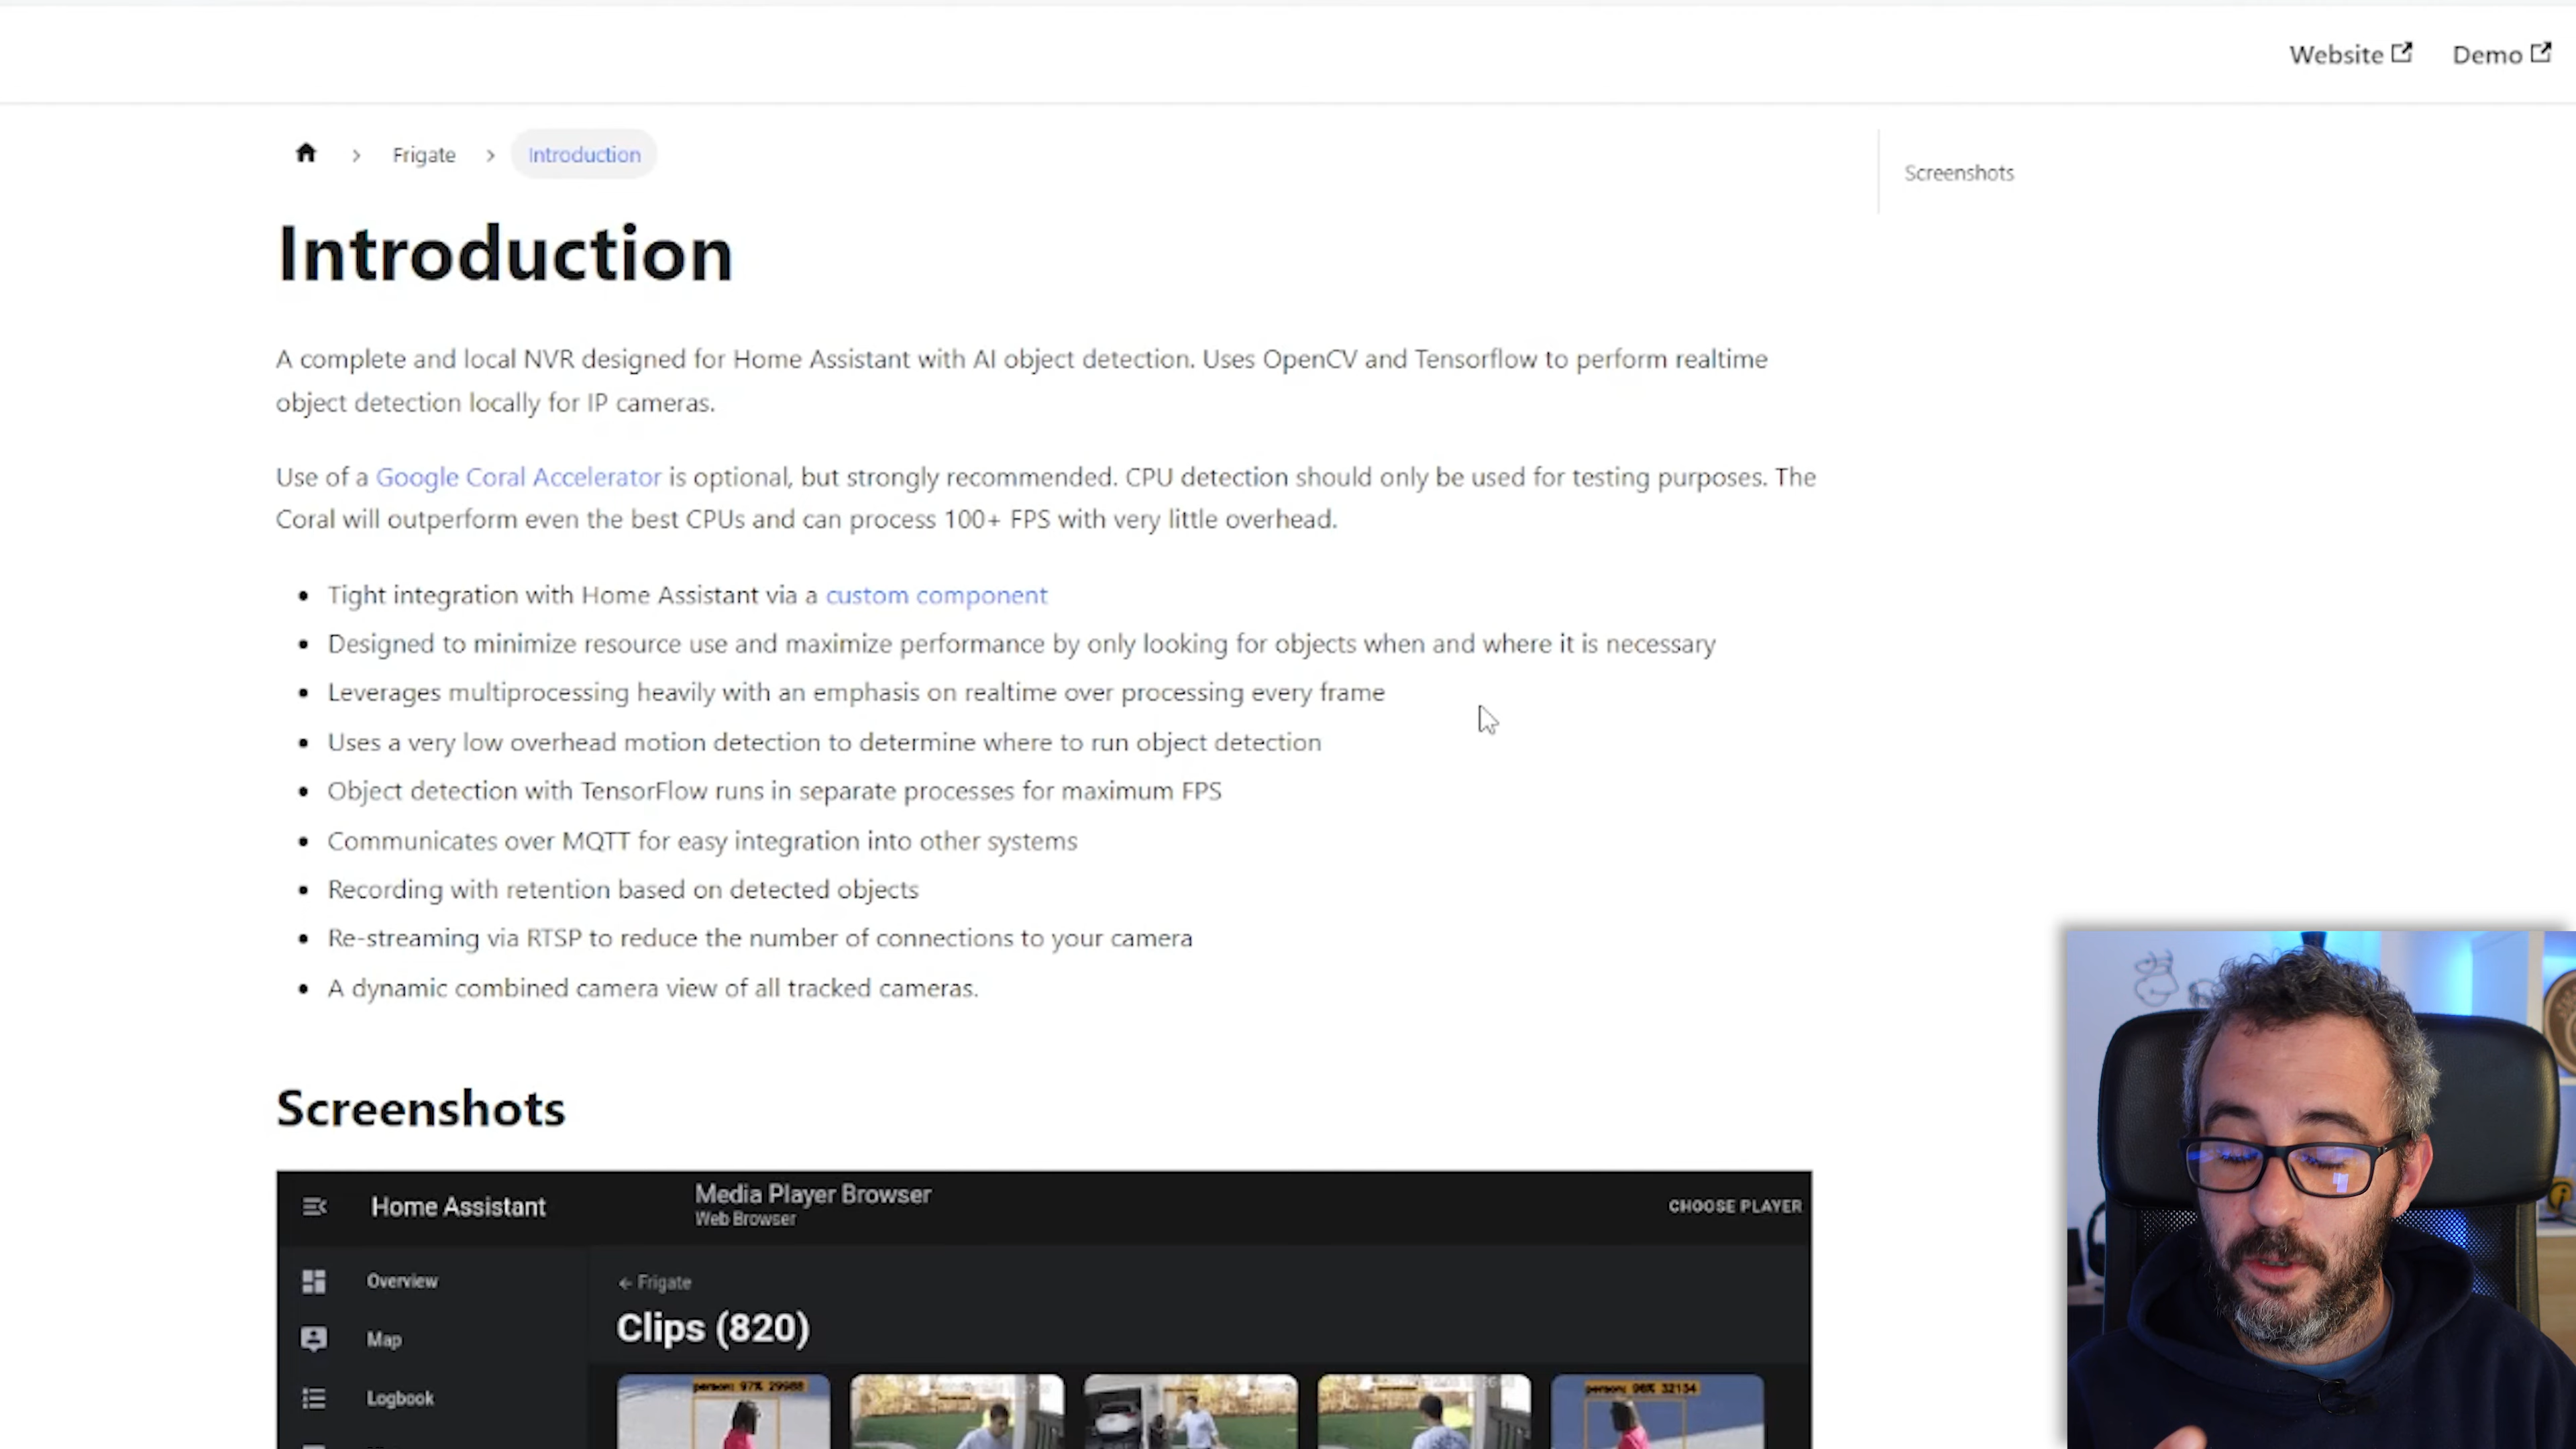 Website
Demo
Frigate
Introduction
Screenshots
Introduction
A complete and local NVR designed for Home Assistant with AI object detection. Uses OpenCV and Tensorflow to perform realtime
object detection locally for IP cameras.
Use of a Google Coral Accelerator is optional, but strongly recommended. CPU detection should only be used for testing purposes. The
Coral will outperform even the best CPUs and can process 100+ FPS with very little overhead.
Tight integration with Home Assistant via a custom component
Designed to minimize resource use and maximize performance by only looking for objects when and where it is necessary
Leverages multiprocessing heavily with an emphasis on realtime over processing every frame
Uses a very low overhead motion detection to determine where to run object detection
Object detection with TensorFlow runs in separate processes for maximum FPS
Communicates over MQTT for easy integration into other systems
Recording with retention based on detected objects
Re-streaming via RTSP to reduce the number of connections to your camera
A dynamic combined camera view of all tracked cameras.
Screenshots
Home Assistant
Media Player Browser
Web Browser
CHOOSE PLAYER
Overview
Map
Logbook
← Frigate
Clips (820)
person: 97% 29988
person: 96% 32134